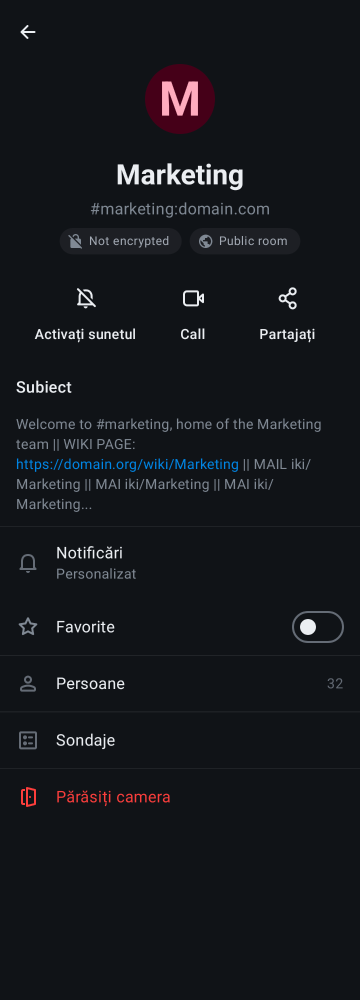 M
Marketing
#marketing:domain.com
Not encrypted
Public room
Activați sunetul
Call
Partajați
Subiect
Welcome to #marketing, home of the Marketing
team || WIKI PAGE:
https://domain.org/wiki/Marketing || MAIL iki/
Marketing || MAI iki/Marketing || MAI iki/
Marketing...
Notificări
Personalizat
Favorite
Persoane 32
Sondaje
Părăsiți camera